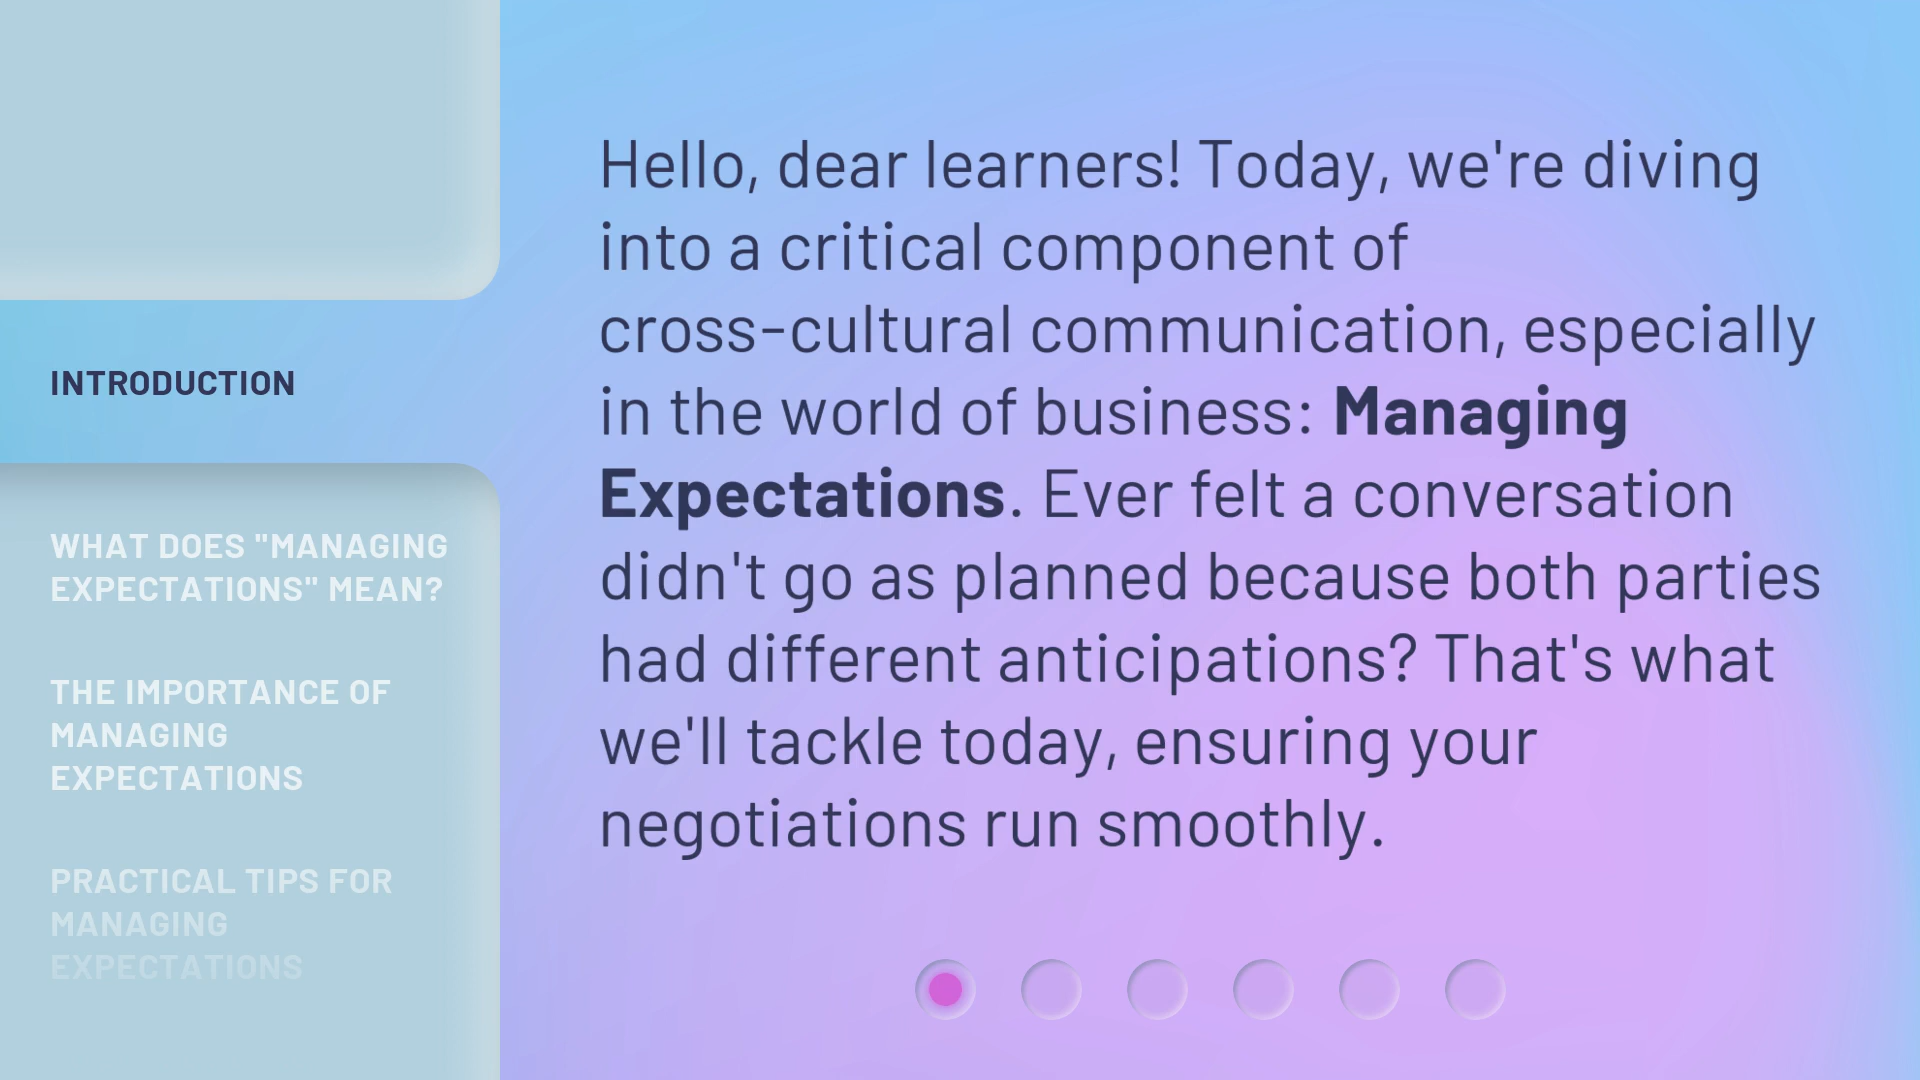 INTRODUCTION
WHAT DOES "MANAGING
EXPECTATIONS" MEAN?
THE IMPORTANCE OF
MANAGING
EXPECTATIONS
PRACTICAL TIPS FOR
MANAGING
EXPECTATIONS
Hello, dear learners! Today, we're diving
into a critical component of
cross-cultural communication, especially
in the world of business: Managing
Expectations. Ever felt a conversation
didn't go as planned because both parties
had different anticipations? That's what
we'll tackle today, ensuring your
negotiations run smoothly.